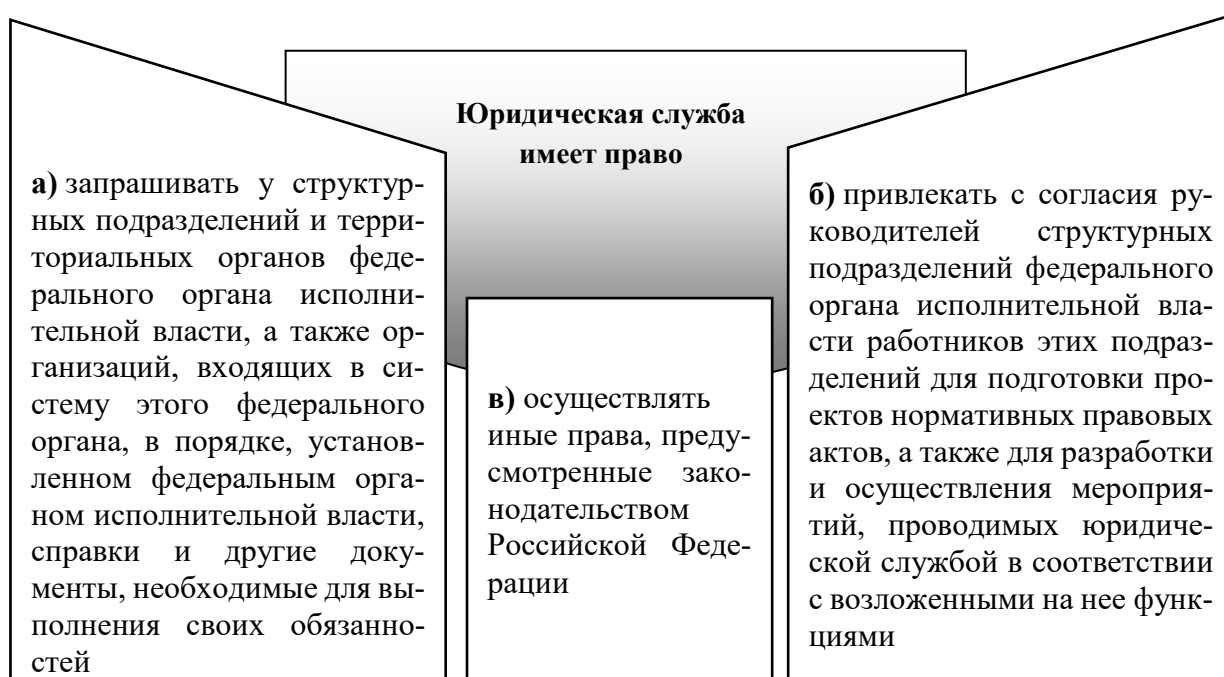 Юридическая служба
имеет право
а) запрашивать у структур-
ных подразделений и терри-
ториальных органов феде-
рального органа исполни-
тельной власти, а также ор-
ганизаций, входящих в си-
стему этого федерального
органа, в порядке, установ-
ленном федеральным орга-
ном исполнительной власти,
справки и другие доку-
менты, необходимые для вы-
полнения своих обязанно-
стей
б) привлекать с согласия ру-
ководителей структурных
подразделений федерального
органа исполнительной вла-
сти работников этих подраз-
делений для подготовки про-
ектов нормативных правовых
актов, а также для разработки
и осуществления мероприя-
тий, проводимых юридиче-
ской службой в соответствии
с возложенными на нее функ-
циями
в) осуществлять
иные права, преду-
смотренные зако-
нодательством
Российской Феде-
рации